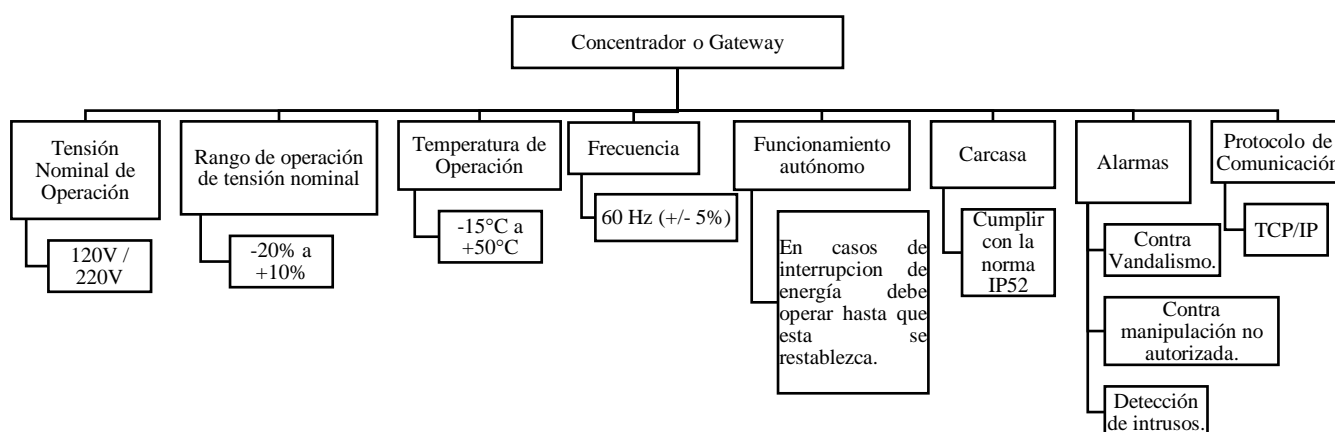 Concentrador o Gateway
Tensión
Nominal de
Operación
120V /
220V
Rango de operación
de tensión nominal
-20% a
+10%
Temperatura de
Operación
-15°C a
+50°C
Frecuencia
60 Hz (+/- 5%)
Funcionamiento
autónomo
En casos de
interrupcion de
energía debe
operar hasta que
esta se
restablezca.
Carcasa
Cumplir
con la
norma
IP52
Alarmas
Contra
Vandalismo.
Contra
manipulación no
autorizada.
Detección
de intrusos.
Protocolo de
Comunicación
TCP/IP